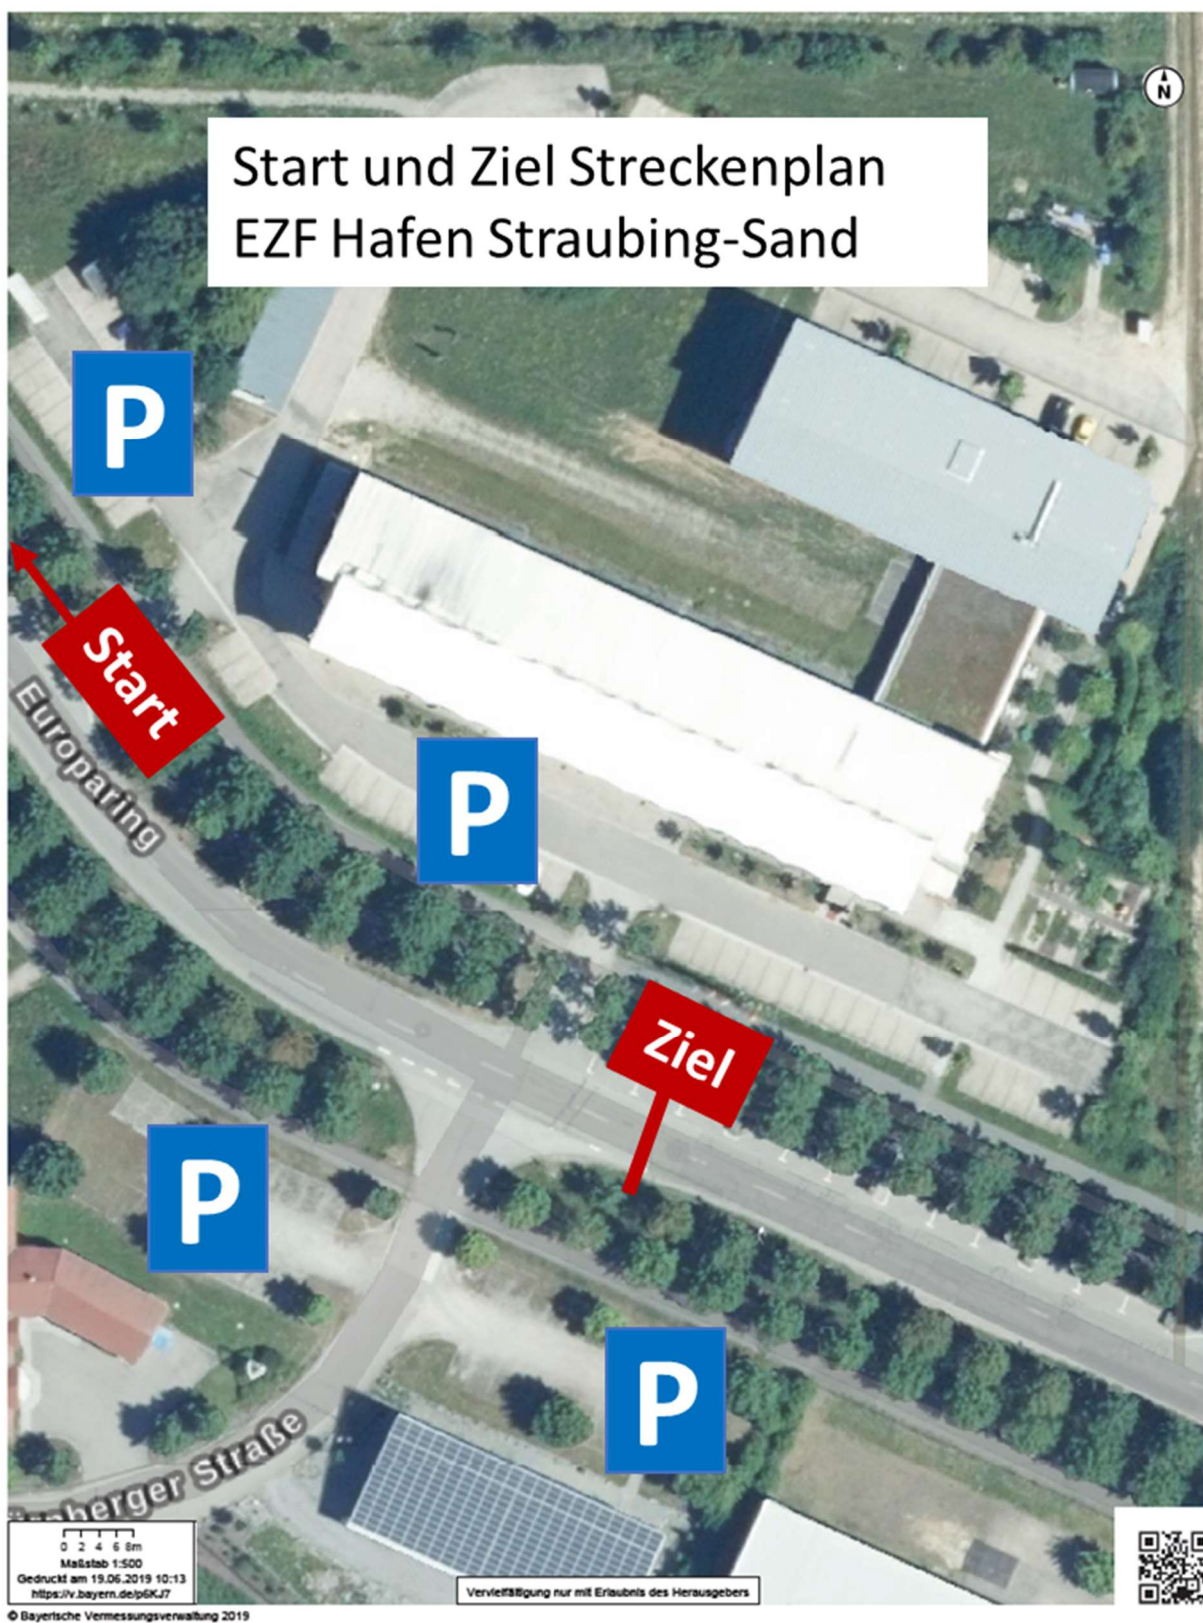 N
Start und Ziel Streckenplan
EZF Hafen Straubing-Sand
P
Start
Europaring
P
Ziel
P
P
Straße
0 2 4 6 8m
Maßstab 1:500
Gedruckt am 19.06.2019 10:13
https://v.bayern.de/p6KJ7
Vervielfältigung nur mit Erlaubnis des Herausgebers
© Bayerische Vermessungsverwaltung 2019